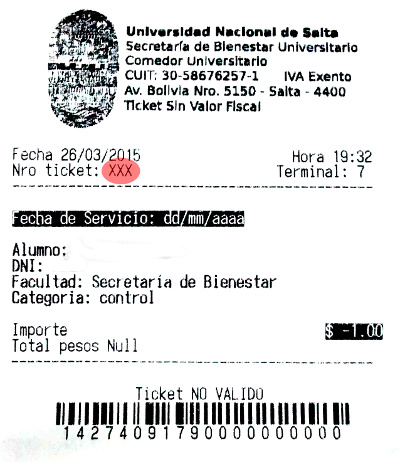 Universidad Nacional de Salta
Secretaría de Bienestar Universitario
Comedor Universitario
CUIT: 30-58676257-1 IVA Exento
Av. Bolivia Nro. 5150 - Salta - 4400
Ticket Sin Valor Fiscal
Fecha 26/03/2015 Hora 19:32
Nro ticket: XXX Terminal: 7
Fecha de Servicio: dd/mm/aaaa
Alumno:
DNI:
Facultad: Secretaría de Bienestar
Categoria: control
Importe $ -1.00
Total pesos Null
Ticket NO VALIDO
14274091790000000000